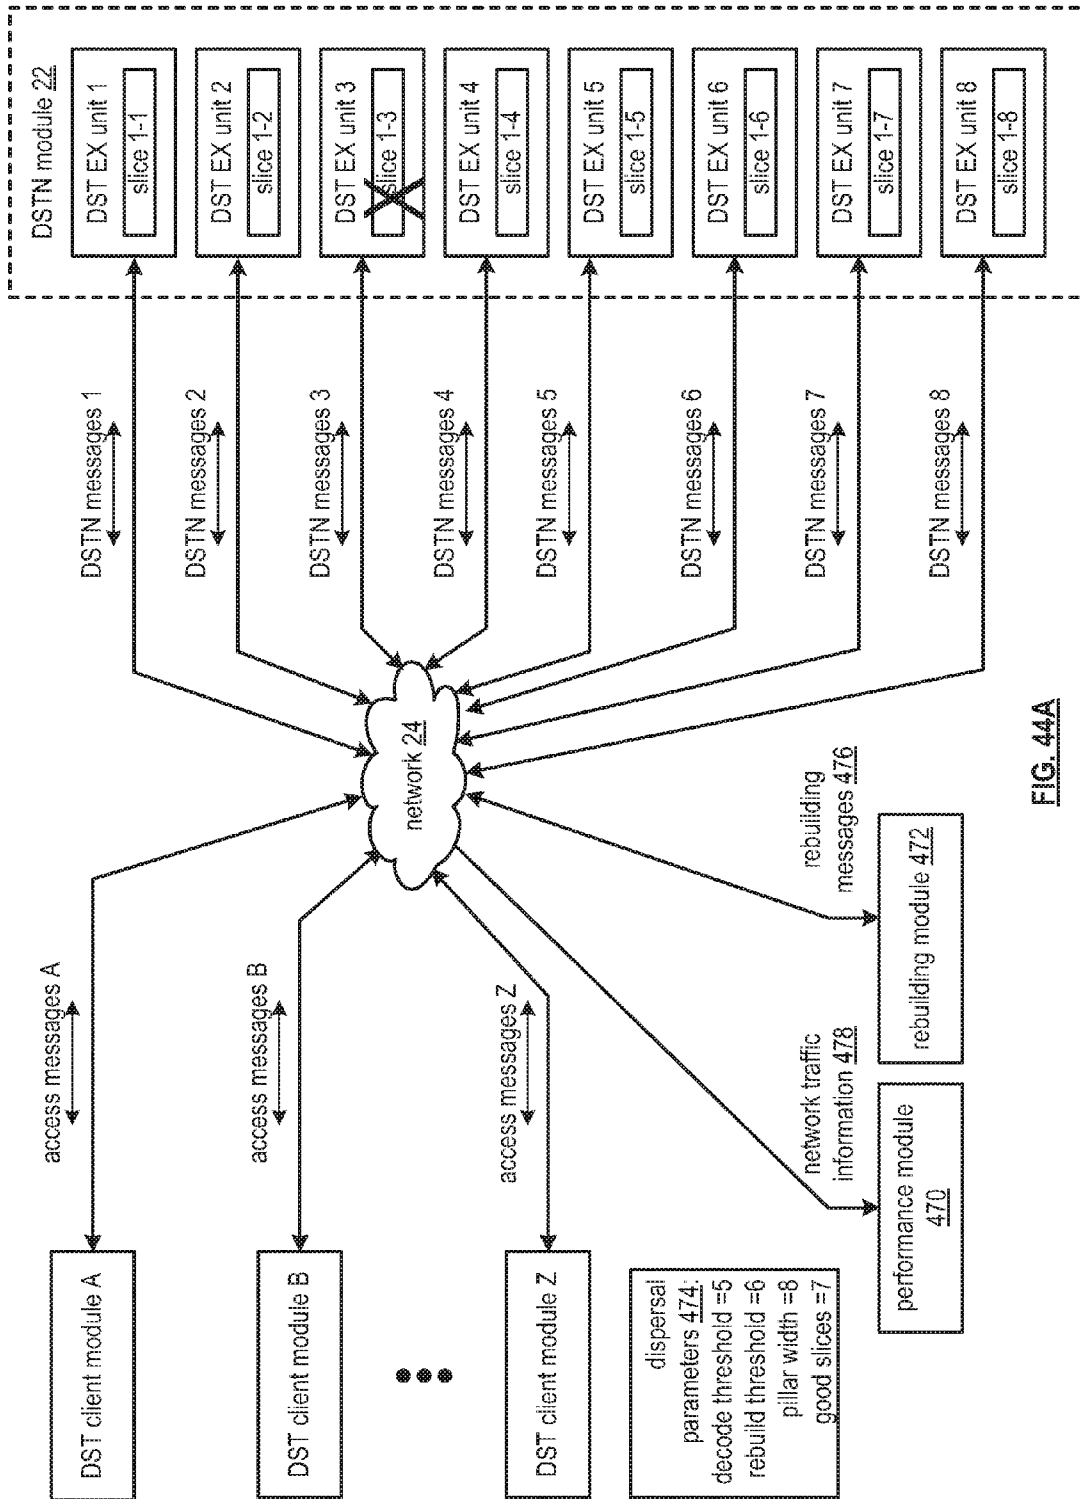 DST client module A
access messages A
DST client module B
access messages B
DST client module Z
access messages Z
dispersal
parameters 474:
decode threshold =5
rebuild threshold =6
pillar width =8
good slices =7
performance module
470
network traffic
information 478
rebuilding module 472
rebuilding
messages 476
network 24
DSTN messages 1
DSTN messages 2
DSTN messages 3
DSTN messages 4
DSTN messages 5
DSTN messages 6
DSTN messages 7
DSTN messages 8
DSTN module 22
DST EX unit 1
slice 1-1
DST EX unit 2
slice 1-2
DST EX unit 3
slice 1-3
DST EX unit 4
slice 1-4
DST EX unit 5
slice 1-5
DST EX unit 6
slice 1-6
DST EX unit 7
slice 1-7
DST EX unit 8
slice 1-8
FIG. 44A